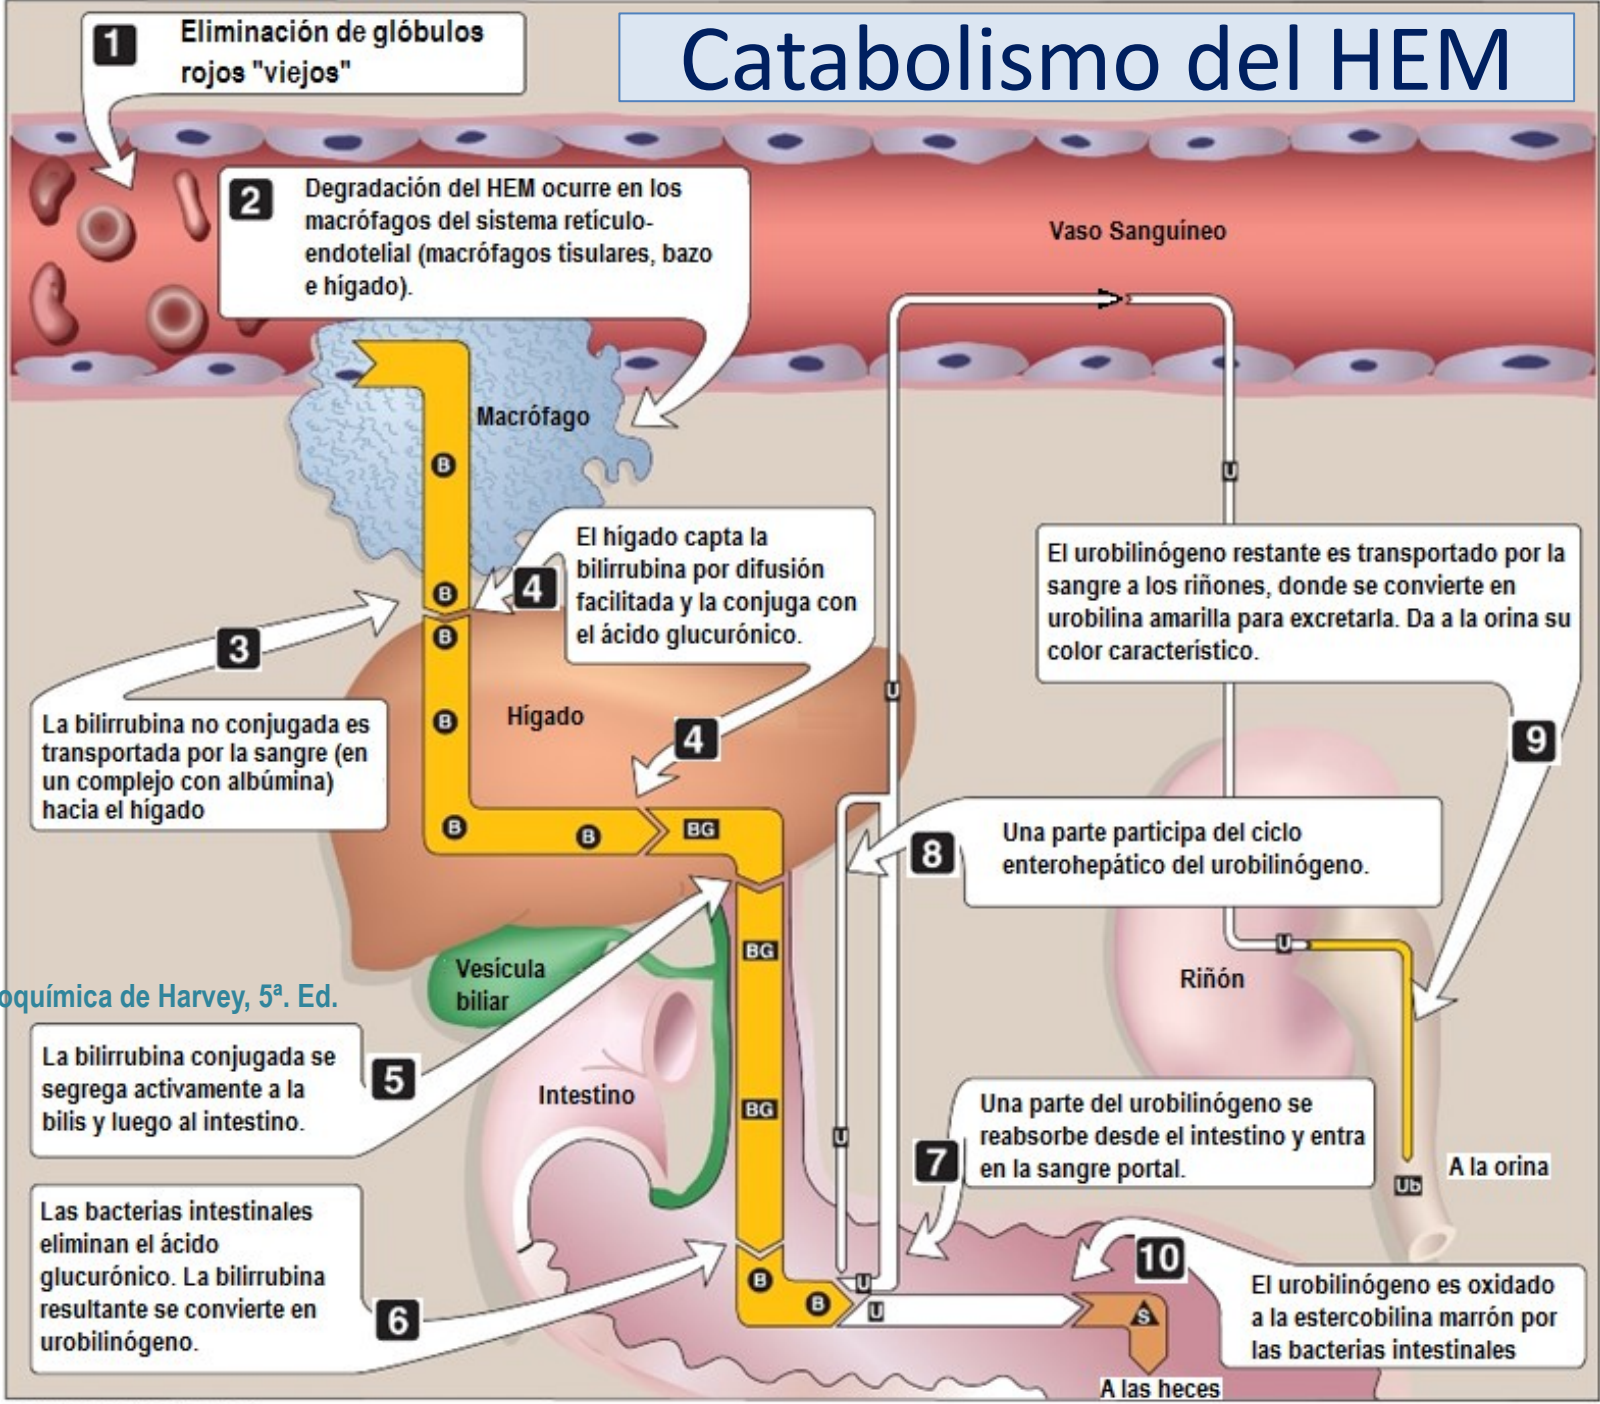 Catabolismo del HEM
1
Eliminación de glóbulos
rojos "viejos"
2
Degradación del HEM ocurre en los
macrófagos del sistema retículo-
endotelial (macrófagos tisulares, bazo
e hígado).
Vaso Sanguíneo
Macrófago
B
B
B
B
B
B
3
La bilirrubina no conjugada es
transportada por la sangre (en
un complejo con albúmina)
hacia el hígado
4
El hígado capta la
bilirrubina por difusión
facilitada y la conjuga con
el ácido glucurónico.
4
Hígado
BG
BG
BG
U
U
U
U
U
U
El urobilinógeno restante es transportado por la
sangre a los riñones, donde se convierte en
urobilina amarilla para excretarla. Da a la orina su
color característico.
9
8
Una parte participa del ciclo
enterohepático del urobilinógeno.
Vesícula
biliar
Riñón
oquímica de Harvey, 5ª. Ed.
5
La bilirrubina conjugada se
segrega activamente a la
bilis y luego al intestino.
Intestino
7
Una parte del urobilinógeno se
reabsorbe desde el intestino y entra
en la sangre portal.
A la orina
Ub
6
Las bacterias intestinales
eliminan el ácido
glucurónico. La bilirrubina
resultante se convierte en
urobilinógeno.
B
B
10
El urobilinógeno es oxidado
a la estercobilina marrón por
las bacterias intestinales
S
A las heces